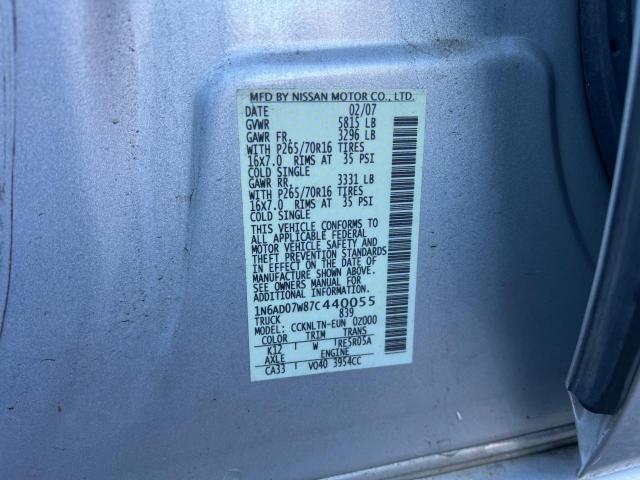 MFD BY NISSAN MOTOR CO., LTD.
DATE 02/07
GVWR 5815 LB
GAWR FR. 3296 LB
WITH P265/70R16 TIRES
16x7.0 RIMS AT 35 PSI
COLD SINGLE
GAWR RR. 3331 LB
WITH P265/70R16 TIRES
16x7.0 RIMS AT 35 PSI
COLD SINGLE
THIS VEHICLE CONFORMS TO
ALL APPLICABLE FEDERAL
MOTOR VEHICLE SAFETY AND
THEFT PREVENTION STANDARDS
IN EFFECT ON THE DATE OF
MANUFACTURE SHOWN ABOVE.
SEE OWNERS MANUAL FOR
ADDITIONAL INFORMATION
1N6AD07W87C440055
TRUCK 839
MODEL: CCKNLTN-EUN 0Z000
COLOR TRIM TRANS
K12 W RE5R05A
AXLE ENGINE
CA33 VQ40 3954CC